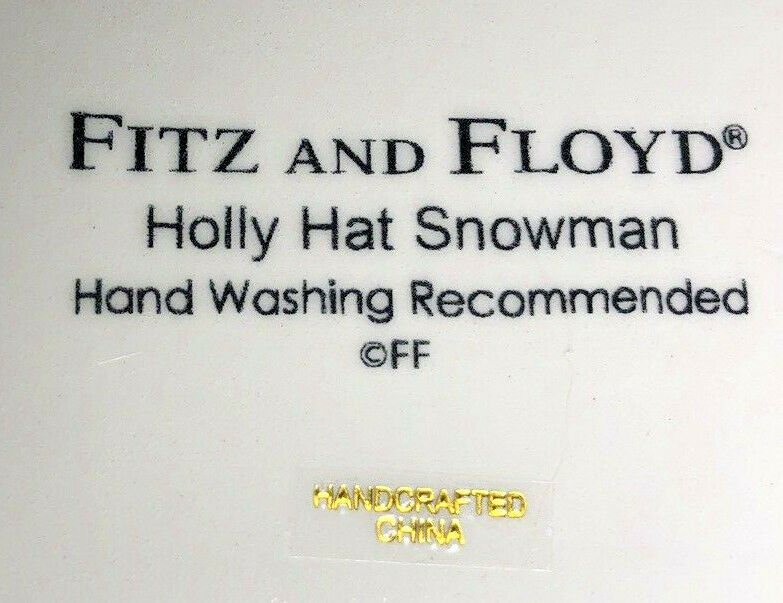 FITZ AND FLOYD®
Holly Hat Snowman
Hand Washing Recommended
©FF
HANDCRAFTED
CHINA